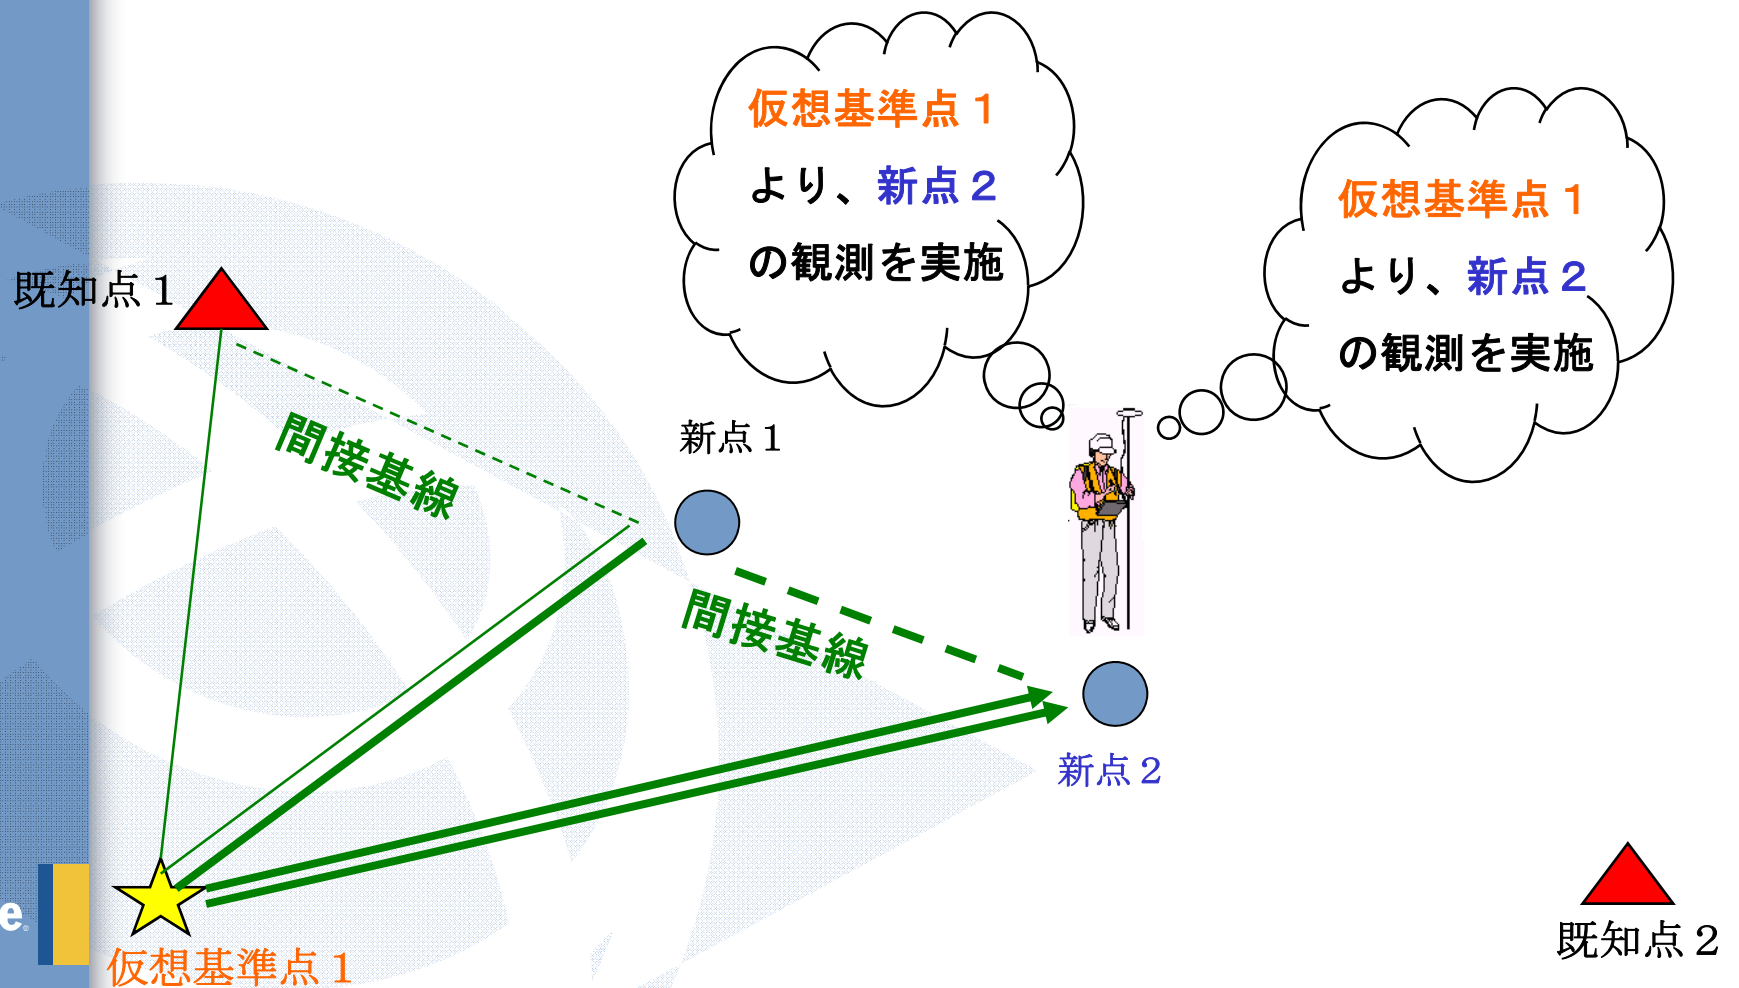 仮想基準点1
より、新点2
の観測を実施
仮想基準点1
より、新点2
の観測を実施
既知点1
間接基線
新点1
間接基線
新点2
既知点2
仮想基準点1
e.